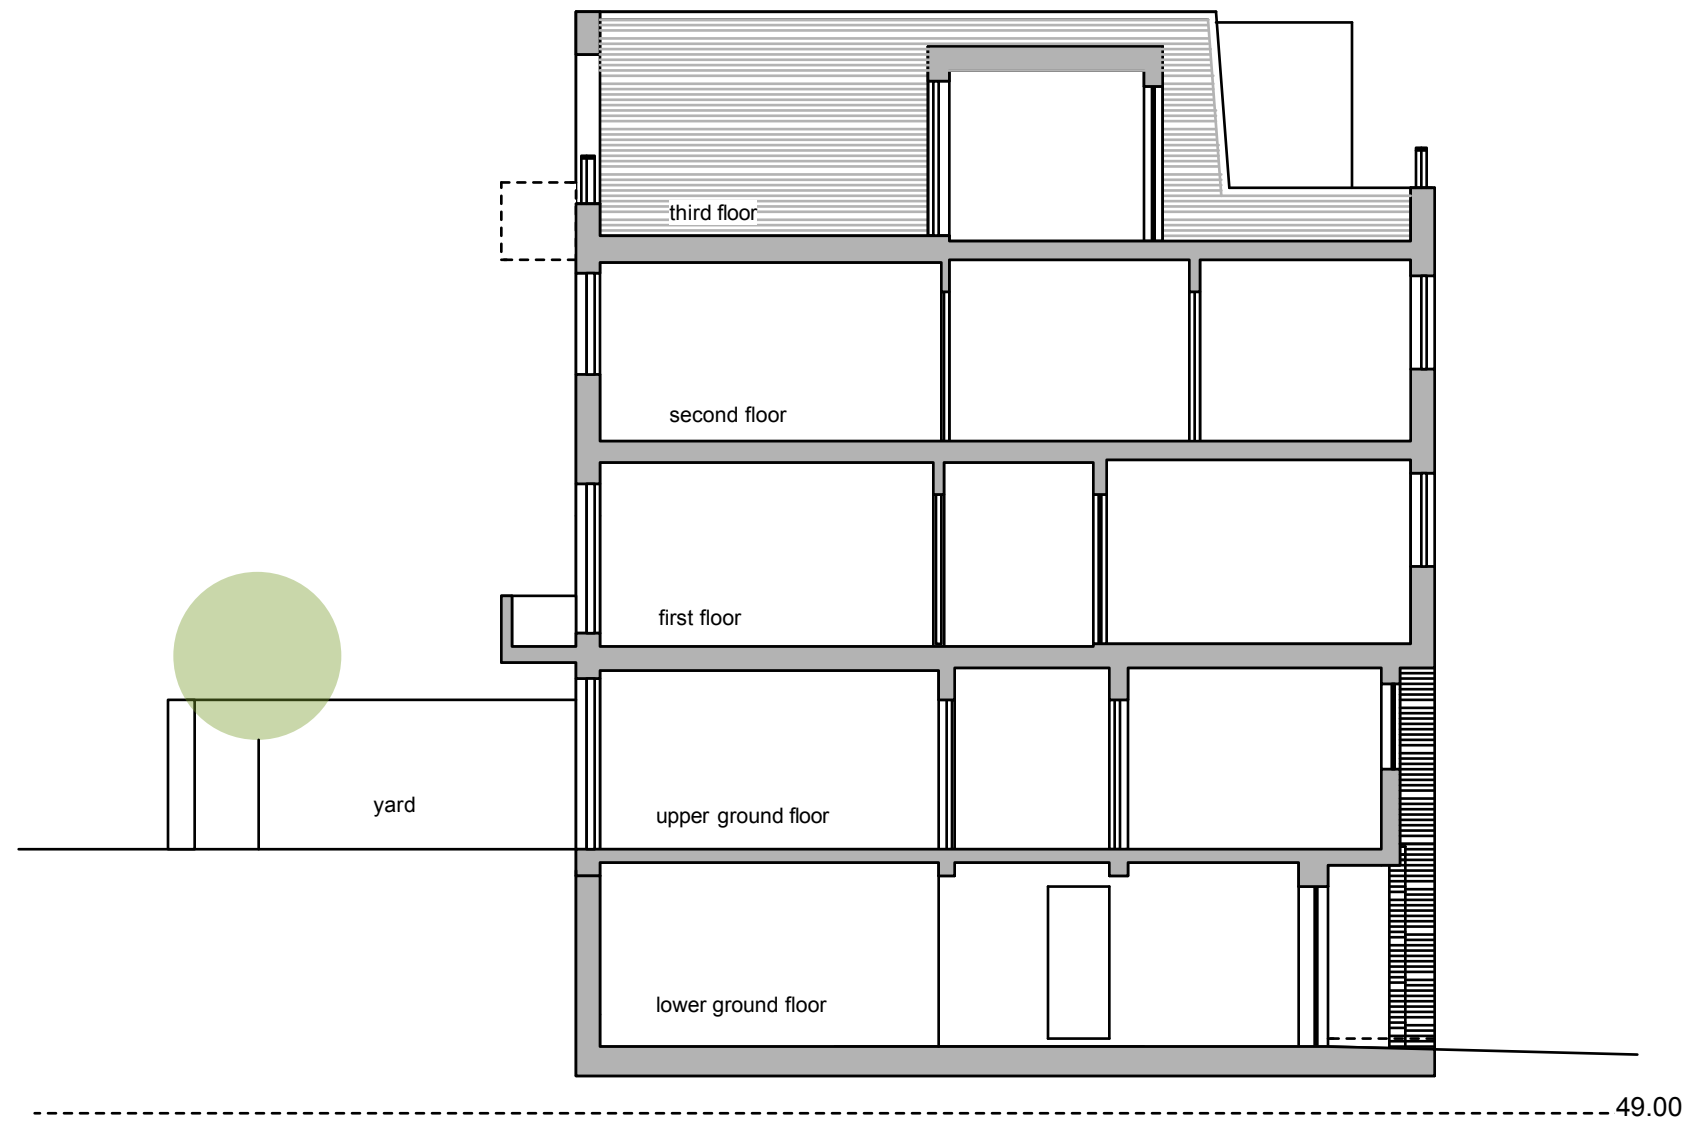 third floor
second floor
first floor
yard
upper ground floor
lower ground floor
49.00